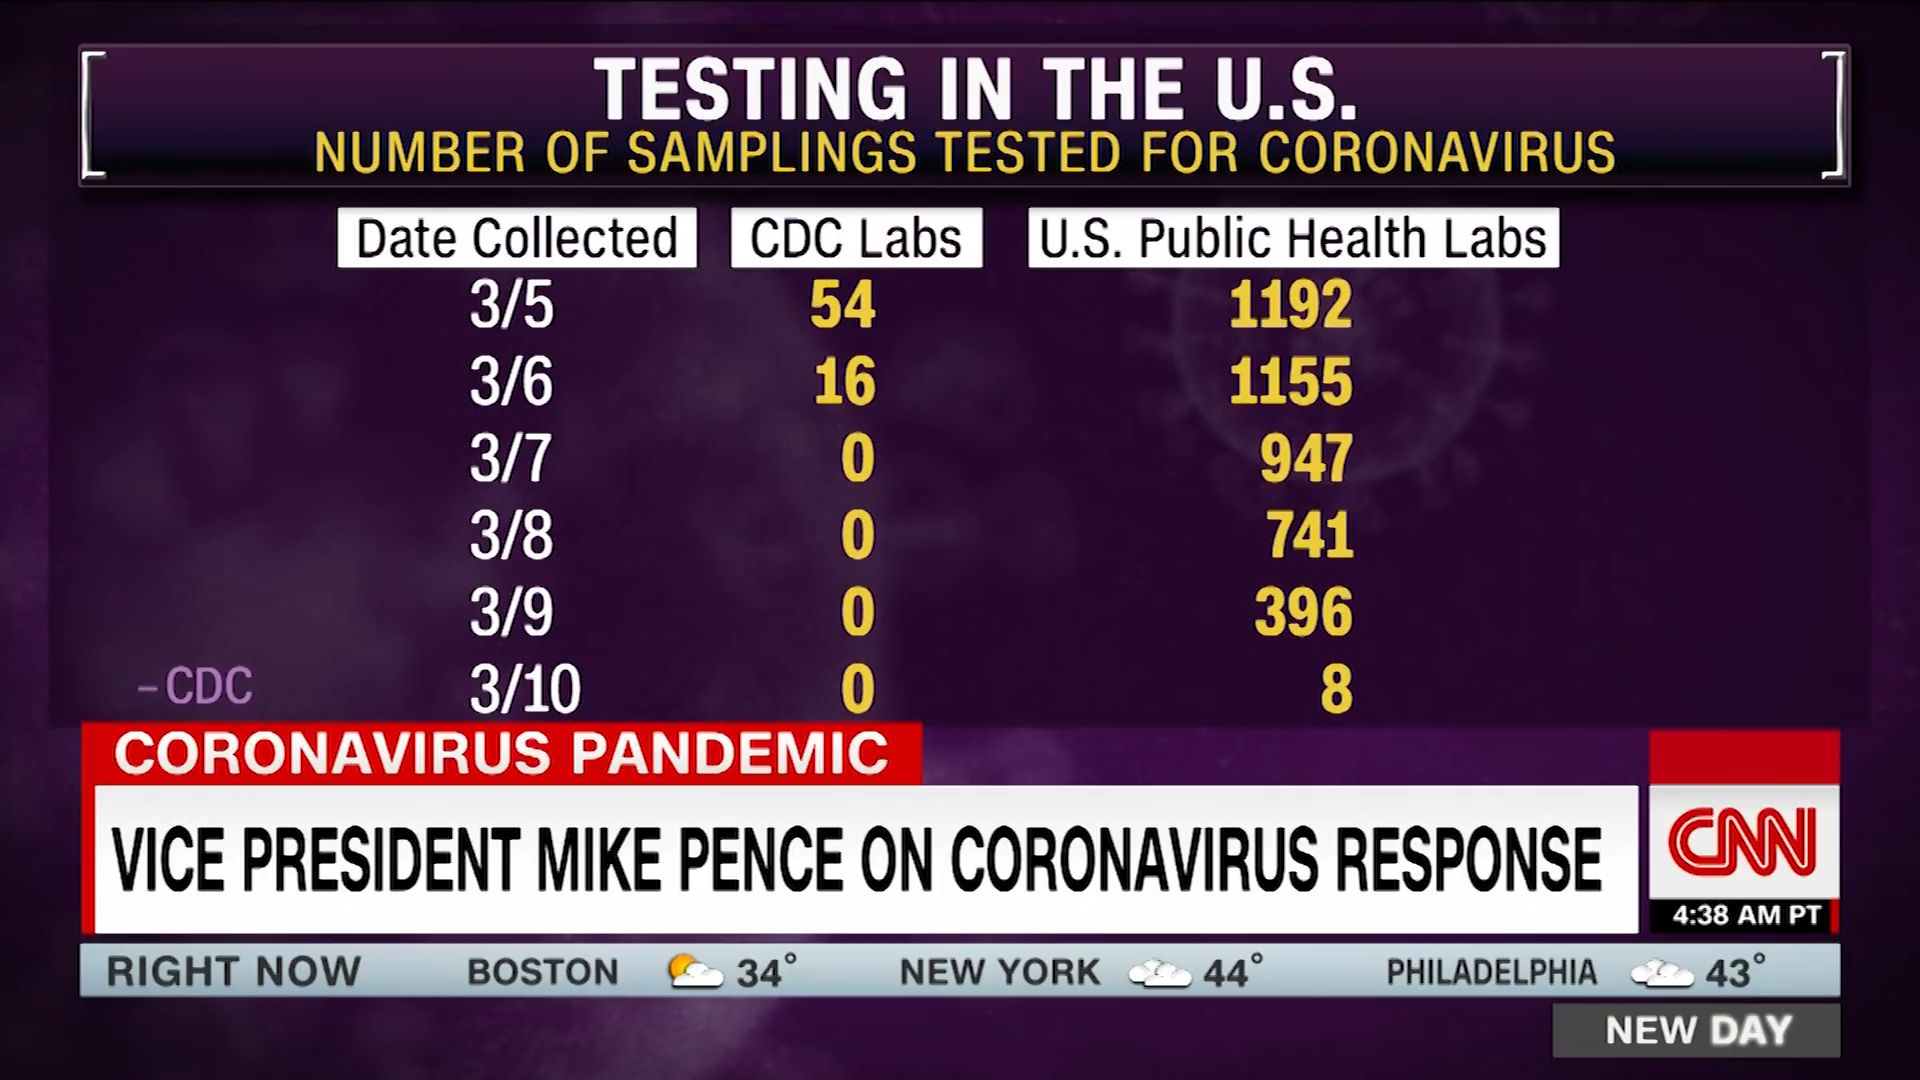 TESTING IN THE U.S.
NUMBER OF SAMPLINGS TESTED FOR CORONAVIRUS
Date Collected CDC Labs U.S. Public Health Labs
3/5 54 1192
3/6 16 1155
3/7 0 947
3/8 0 741
3/9 0 396
– CDC 3/10 0 8
CORONAVIRUS PANDEMIC
VICE PRESIDENT MIKE PENCE ON CORONAVIRUS RESPONSE
CNN
4:38 AM PT
RIGHT NOW BOSTON 34° NEW YORK 44° PHILADELPHIA 43°
NEW DAY